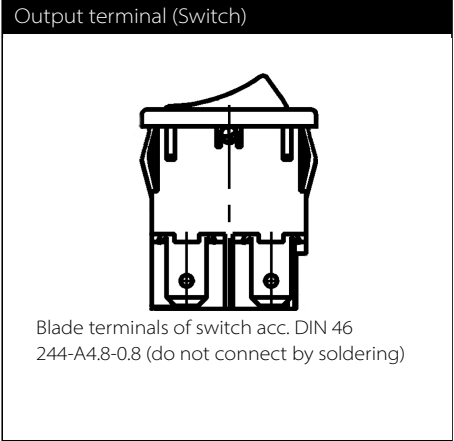 Output terminal (Switch)
Blade terminals of switch acc. DIN 46
244-A4.8-0.8 (do not connect by soldering)